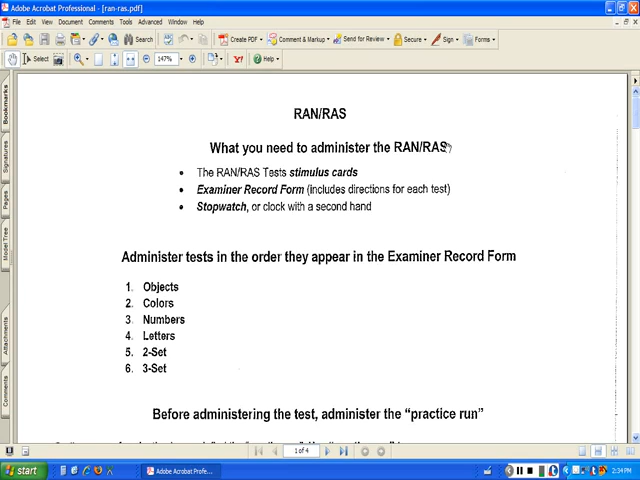 Adobe Acrobat Professional - [ran-ras.pdf]
File Edit View Document Comments Tools Advanced Window Help
Search Create PDF Comment & Markup Send for Review Secure Sign Forms
Select 147% Help
Bookmarks
Signatures
Pages
Model Tree
Attachments
Comments
RAN/RAS
What you need to administer the RAN/RAS
• The RAN/RAS Tests stimulus cards
• Examiner Record Form (includes directions for each test)
• Stopwatch, or clock with a second hand
Administer tests in the order they appear in the Examiner Record Form
1. Objects
2. Colors
3. Numbers
4. Letters
5. 2-Set
6. 3-Set
Before administering the test, administer the “practice run”
1 of 4
start Adobe Acrobat Profe... 2:34 PM